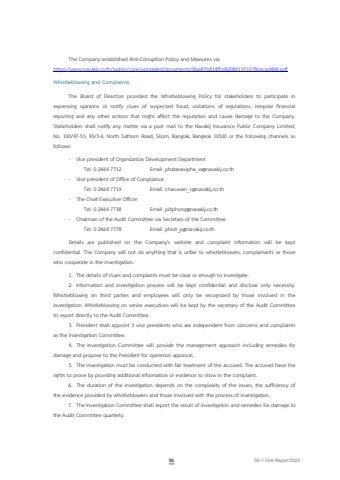 The Company established Anti-Corruption Policy and Measures via
Whistleblowing and Complaints
The Board of Directors provided the Whistleblowing Policy for stakeholders to participate in
expressing opinions or notify clues of suspected fraud, violations of regulations, irregular financial
reporting and any other actions that might affect the reputation and cause damage to the Company.
Stakeholders shall notify any matter via a post mail to the Navakij Insurance Public Company Limited,
No. 100/47-55, 90/3-6, North Sathorn Road, Silom, Bangrak, Bangkok 10500 or the following channels as
follows:
- Vice president of Organization Development Department
Tel: 0 2664 7712 Email:
- Vice president of Office of Compliance
Tel: 0 2664 7719 Email: charuwan_c@navakij.co.th
- The Chief Executive Office
Tel: 0 2664 7738 Email: pitiphong@navakij.co.th
- Chairman of the Audit Committee via Secretary of the Committee
Tel: 0 2664 7778 Email: phisit_p@navakij.co.th
Details are published on the Company's website and complaint information will be kept
confidential. The Company will not do anything that is unfair to whistleblowers, complainants or those
who cooperate in the investigation.
1. The details of clues and complaints must be clear or enough to investigate.
2. Information and investigation process will be kept confidential and disclose only necessity.
Whistleblowing on third parties and employees will only be recognized by those involved in the
investigation. Whistleblowing on senior executives will be kept by the secretary of the Audit Committee
to report directly to the Audit Committee.
3. President shall appoint 3 vice presidents who are independent from concerns and complaints
as the Investigation Committee.
4. The Investigation Committee will provide the management approach including remedies for
damage and propose to the President for operation approval.
5. The investigation must be conducted with fair treatment of the accused. The accused have the
rights to prove by providing additional information or evidence to show in the complaint.
6. The duration of the investigation depends on the complexity of the issues, the sufficiency of
the evidence provided by whistleblowers and those involved with the process of investigation.
7. The Investigation Committee shall report the result of investigation and remedies for damage to
the Audit Committee quarterly.
56-1 One-Report 2022